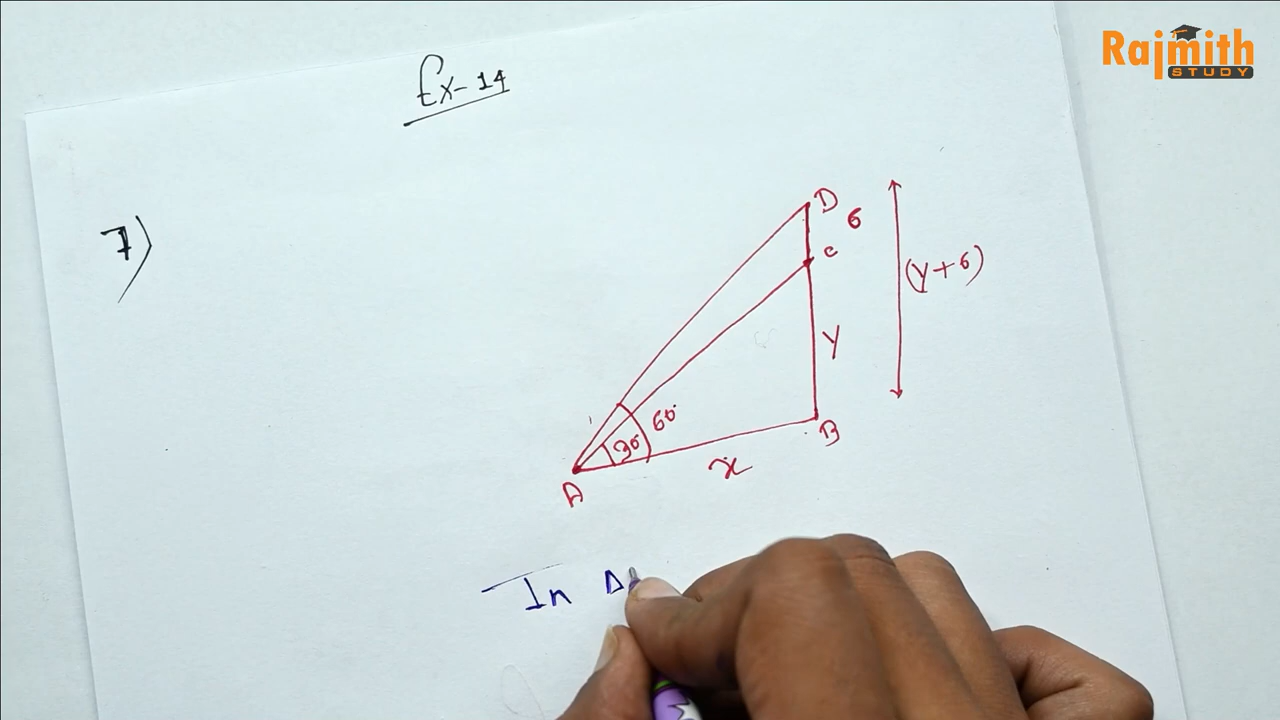 Rajmith
STUDY
Ex-14
7)
D
6
C
(y+6)
y
60°
30°
B
x
A
In Δ